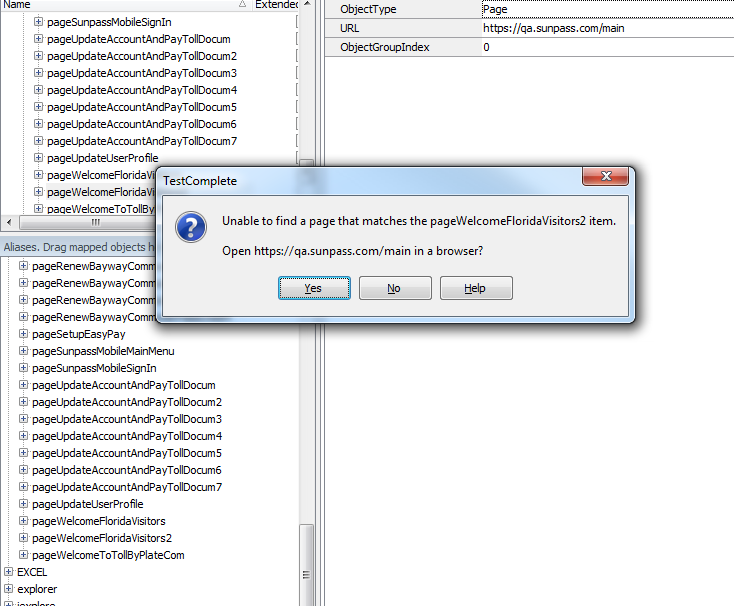 Name
Extended
pageSunpassMobileSignIn
pageUpdateAccountAndPayTollDocum
pageUpdateAccountAndPayTollDocum2
pageUpdateAccountAndPayTollDocum3
pageUpdateAccountAndPayTollDocum4
pageUpdateAccountAndPayTollDocum5
pageUpdateAccountAndPayTollDocum6
pageUpdateAccountAndPayTollDocum7
pageUpdateUserProfile
pageWelcomeFloridaVi
pageWelcomeFloridaVi
pageWelcomeToTollBy
ObjectType Page
URL https://qa.sunpass.com/main
ObjectGroupIndex 0
TestComplete
Unable to find a page that matches the pageWelcomeFloridaVisitors2 item.
Open https://qa.sunpass.com/main in a browser?
Yes No Help
Aliases. Drag mapped objects h
pageRenewBaywayComm
pageRenewBaywayComm
pageRenewBaywayComm
pageRenewBaywayComm
pageSetupEasyPay
pageSunpassMobileMainMenu
pageSunpassMobileSignIn
pageUpdateAccountAndPayTollDocum
pageUpdateAccountAndPayTollDocum2
pageUpdateAccountAndPayTollDocum3
pageUpdateAccountAndPayTollDocum4
pageUpdateAccountAndPayTollDocum5
pageUpdateAccountAndPayTollDocum6
pageUpdateAccountAndPayTollDocum7
pageUpdateUserProfile
pageWelcomeFloridaVisitors
pageWelcomeFloridaVisitors2
pageWelcomeToTollByPlateCom
EXCEL
explorer
iexplore